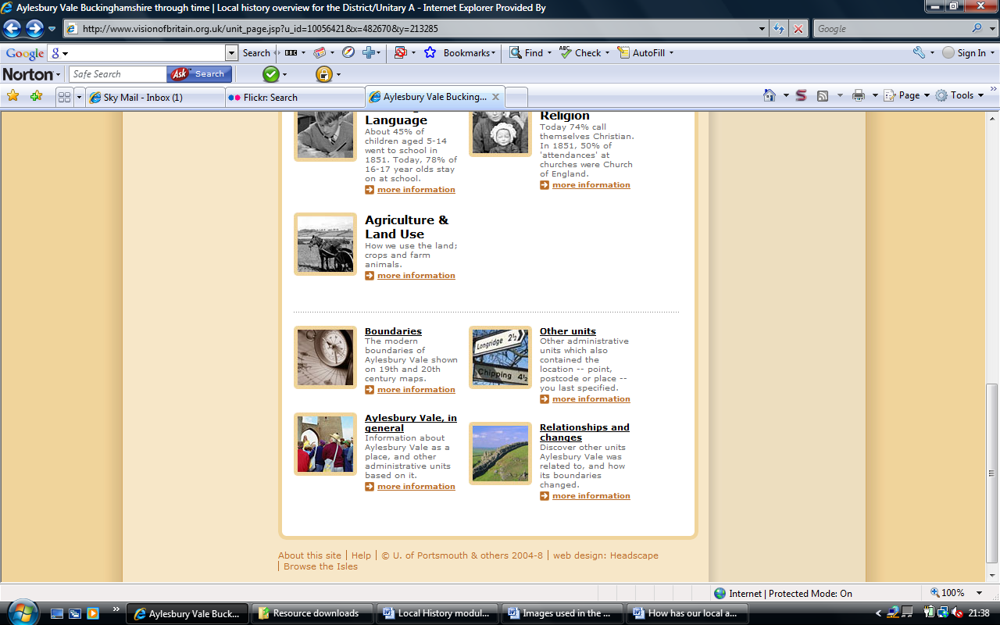 Aylesbury Vale Buckinghamshire through time | Local history overview for the District/Unitary A - Internet Explorer Provided By
http://www.visionofbritain.org.uk/unit_page.jsp?u_id=10056421&x=482670&y=213285
Google
Google
Search
BBC
Bookmarks
Find
ABC
Check
AutoFill
Sign In
Norton
Safe Search
Ask
Search
Sky Mail - Inbox (1)
Flickr: Search
Aylesbury Vale Bucking...
Page
Tools
Language
About 45% of
children aged 5-14
went to school in
1851. Today, 78% of
16-17 year olds stay
on at school.
more information
Religion
Today 74% call
themselves Christian.
In 1851, 50% of
'attendances' at
churches were Church
of England.
more information
Agriculture &
Land Use
How we use the land;
crops and farm
animals.
more information
Boundaries
The modern
boundaries of
Aylesbury Vale shown
on 19th and 20th
century maps.
more information
Longridge 2½
Chipping 4½
Other units
Other administrative
units which also
contained the
location -- point,
postcode or place --
you last specified.
more information
Aylesbury Vale, in
general
Information about
Aylesbury Vale as a
place, and other
administrative units
based on it.
more information
Relationships and
changes
Discover other units
Aylesbury Vale was
related to, and how
its boundaries
changed.
more information
About this site | Help | © U. of Portsmouth & others 2004-8 | web design: Headscape
| Browse the Isles
Internet | Protected Mode: On
100%
Aylesbury Vale Buck...
Resource downloads
Local History modul...
Images used in the ...
How has our local a...
21:38